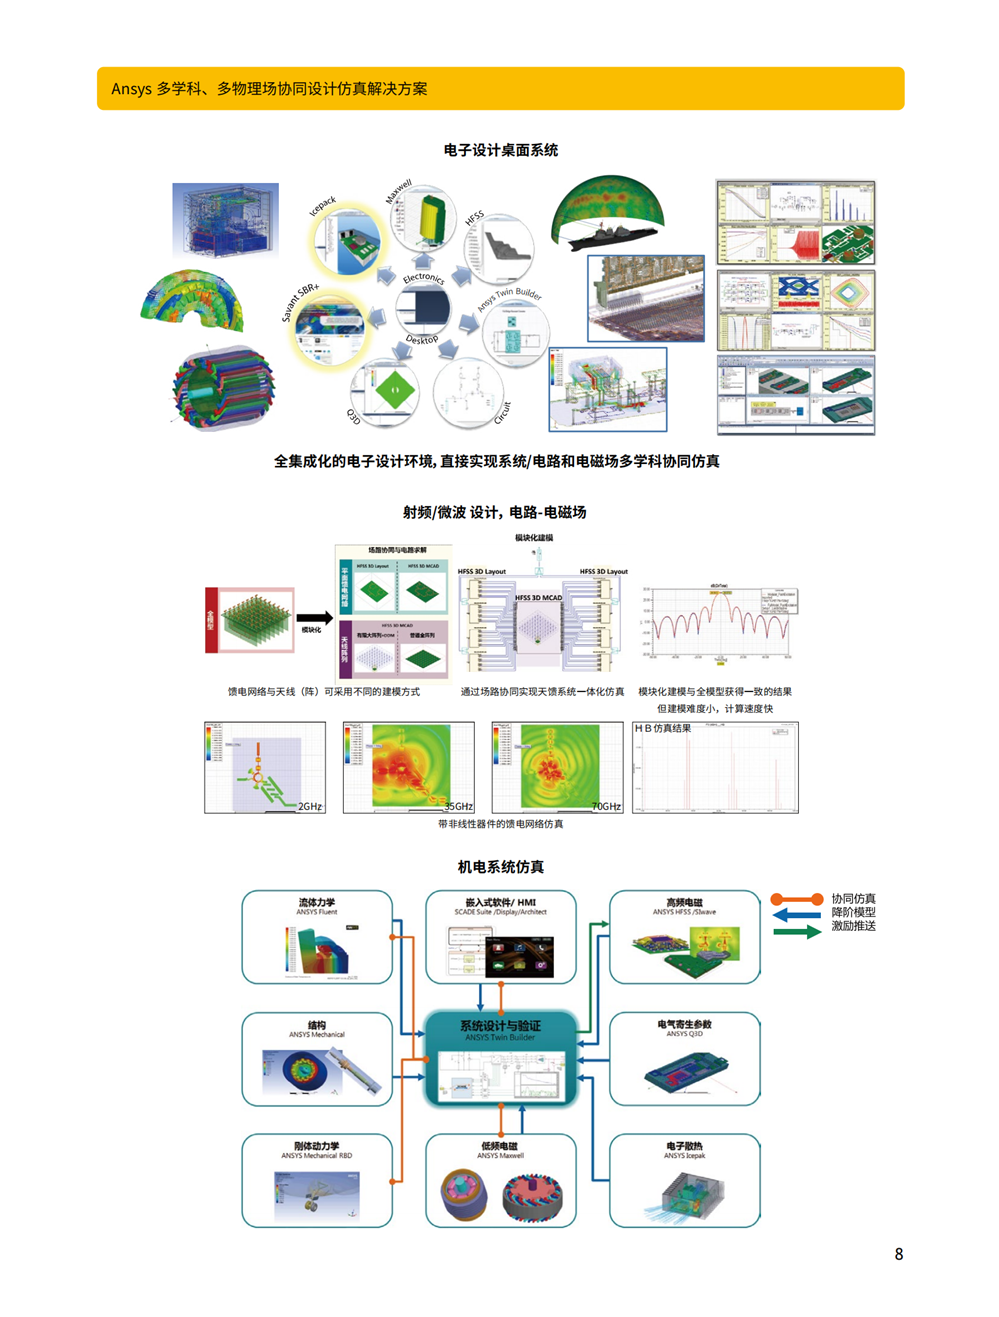 Ansys 多学科、多物理场协同设计仿真解决方案
电子设计桌面系统
Icepack
Maxwell
HFSS
Savant SBR+
Electronics
Desktop
Ansys Twin Builder
Q3D
Circuit
全集成化的电子设计环境, 直接实现系统/电路和电磁场多学科协同仿真
射频/微波 设计, 电路-电磁场
全模型
模块化
场路协同与电路求解
平面馈电网络
HFSS 3D Layout
HFSS 3D MCAD
天线阵列
HFSS 3D MCAD
有限大阵列+DDM
模块化建模
HFSS 3D Layout
HFSS 3D Layout
HFSS 3D MCAD
馈电网络与天线（阵）可采用不同的建模方式
通过场路协同实现天馈系统一体化仿真
模块化建模与全模型获得一致的结果
但建模难度小，计算速度快
2GHz
35GHz
70GHz
H B 仿真结果
带非线性器件的馈电网络仿真
机电系统仿真
流体力学
ANSYS Fluent
嵌入式软件/ HMI
SCADE Suite /Display/Architect
高频电磁
ANSYS HFSS /SIwave
协同仿真
降阶模型
激励推送
结构
ANSYS Mechanical
系统设计与验证
ANSYS Twin Builder
电气寄生参数
ANSYS Q3D
刚体动力学
ANSYS Mechanical RBD
低频电磁
ANSYS Maxwell
电子散热
ANSYS Icepak
8